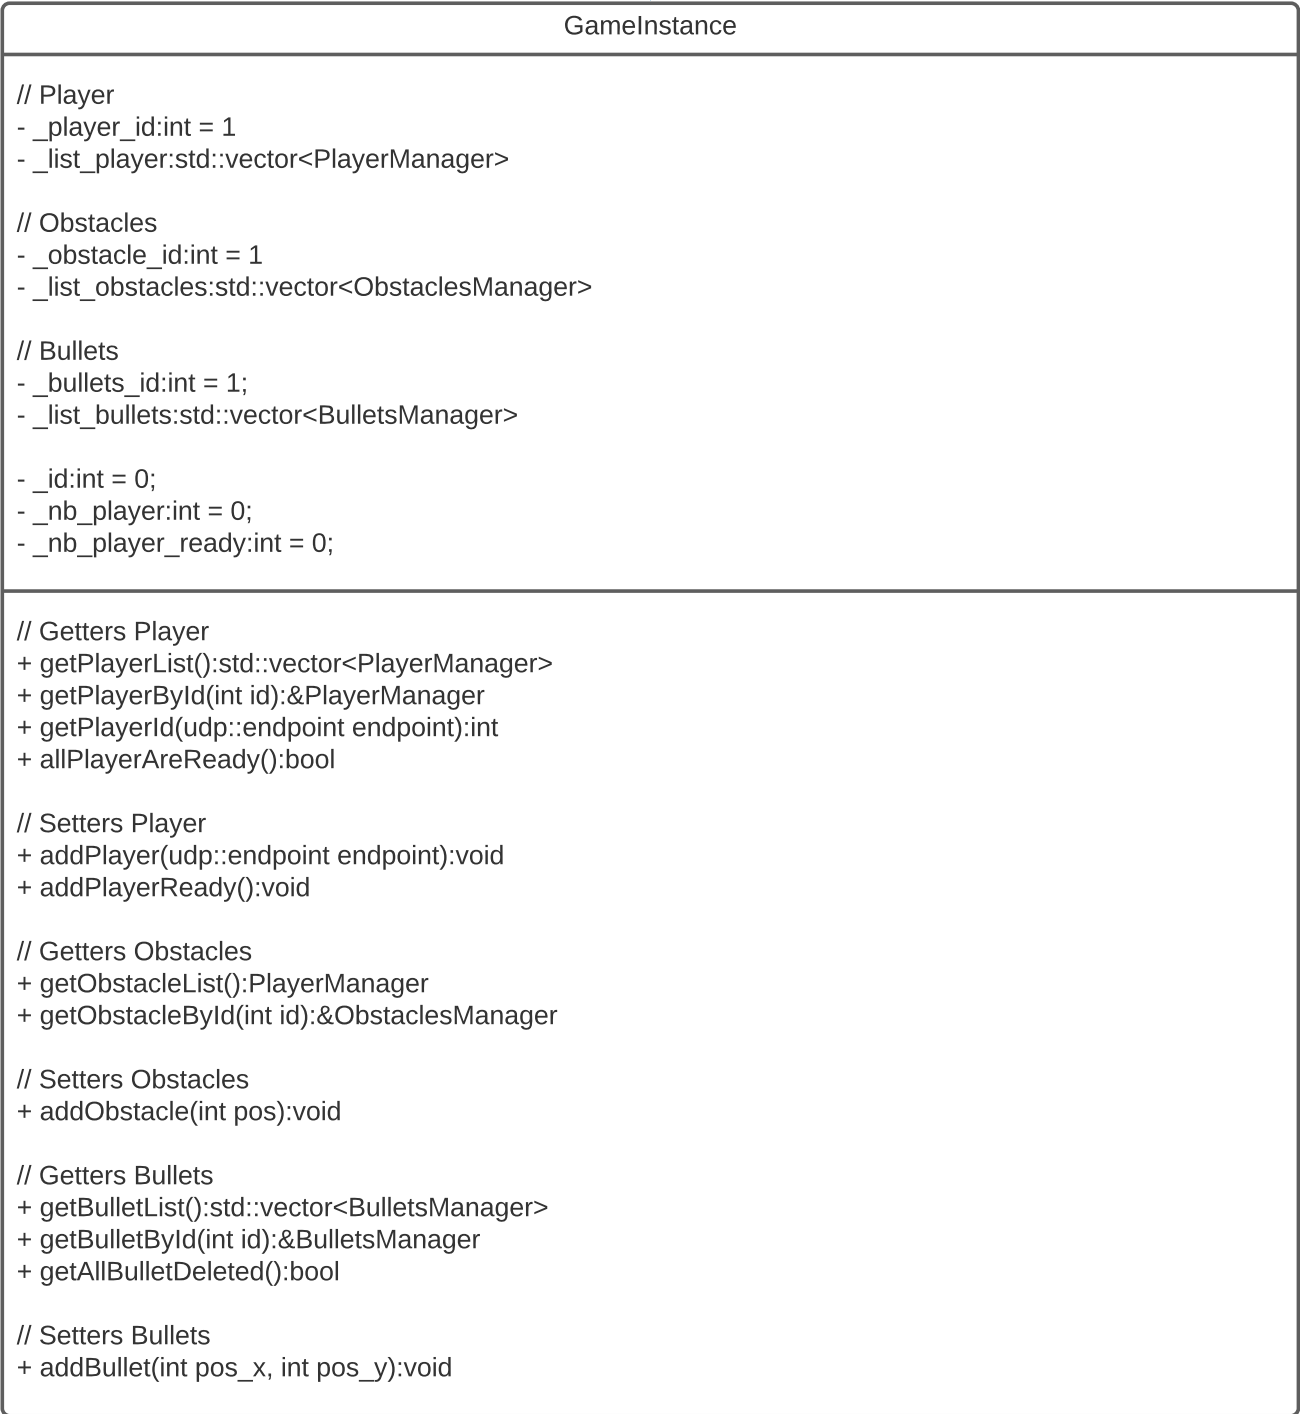 GameInstance
// Player
- _player_id:int = 1
- _list_player:std::vector<PlayerManager>
// Obstacles
- _obstacle_id:int = 1
- _list_obstacles:std::vector<ObstaclesManager>
// Bullets
- _bullets_id:int = 1;
- _list_bullets:std::vector<BulletsManager>
- _id:int = 0;
- _nb_player:int = 0;
- _nb_player_ready:int = 0;
// Getters Player
+ getPlayerList():std::vector<PlayerManager>
+ getPlayerById(int id):&PlayerManager
+ getPlayerId(udp::endpoint endpoint):int
+ allPlayerAreReady():bool
// Setters Player
+ addPlayer(udp::endpoint endpoint):void
+ addPlayerReady():void
// Getters Obstacles
+ getObstacleList():PlayerManager
+ getObstacleById(int id):&ObstaclesManager
// Setters Obstacles
+ addObstacle(int pos):void
// Getters Bullets
+ getBulletList():std::vector<BulletsManager>
+ getBulletById(int id):&BulletsManager
+ getAllBulletDeleted():bool
// Setters Bullets
+ addBullet(int pos_x, int pos_y):void